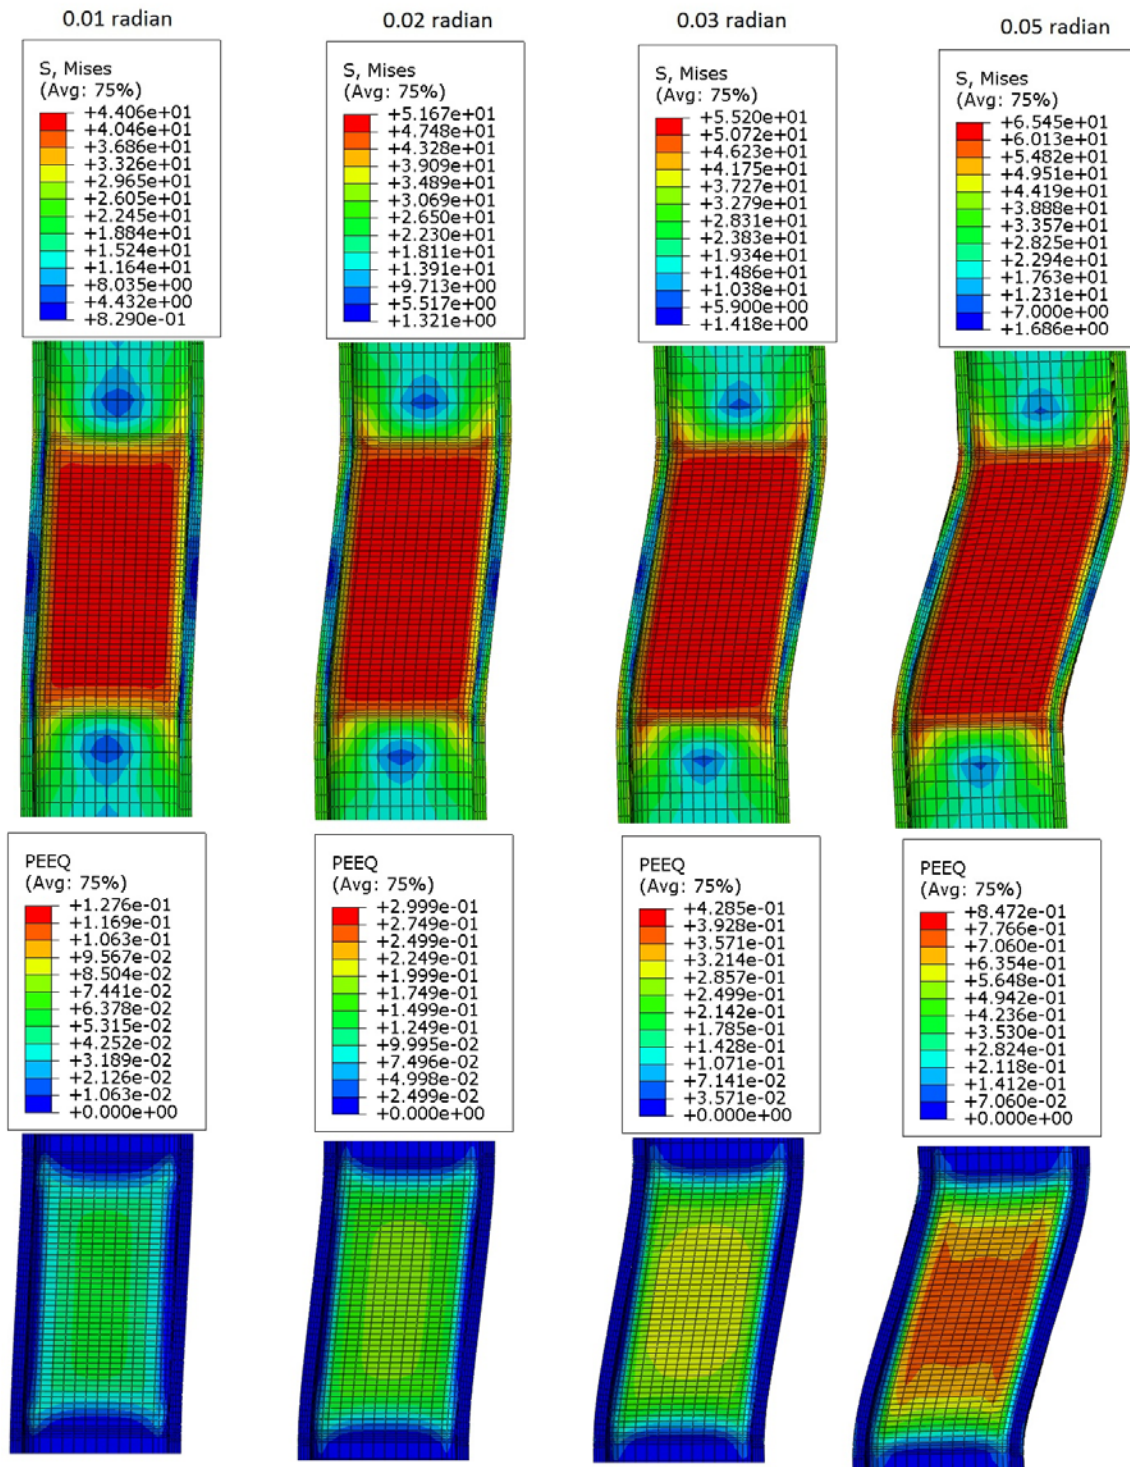 0.01 radian
0.02 radian
0.03 radian
0.05 radian
S, Mises
(Avg: 75%)
+4.406e+01
+4.046e+01
+3.686e+01
+3.326e+01
+2.965e+01
+2.605e+01
+2.245e+01
+1.884e+01
+1.524e+01
+1.164e+01
+8.035e+00
+4.432e+00
+8.290e-01
S, Mises
(Avg: 75%)
+5.167e+01
+4.748e+01
+4.328e+01
+3.909e+01
+3.489e+01
+3.069e+01
+2.650e+01
+2.230e+01
+1.811e+01
+1.391e+01
+9.713e+00
+5.517e+00
+1.321e+00
S, Mises
(Avg: 75%)
+5.520e+01
+5.072e+01
+4.623e+01
+4.175e+01
+3.727e+01
+3.279e+01
+2.831e+01
+2.383e+01
+1.934e+01
+1.486e+01
+1.038e+01
+5.900e+00
+1.418e+00
S, Mises
(Avg: 75%)
+6.545e+01
+6.013e+01
+5.482e+01
+4.951e+01
+4.419e+01
+3.888e+01
+3.357e+01
+2.825e+01
+2.294e+01
+1.763e+01
+1.231e+01
+7.000e+00
+1.686e+00
PEEQ
(Avg: 75%)
+1.276e-01
+1.169e-01
+1.063e-01
+9.567e-02
+8.504e-02
+7.441e-02
+6.378e-02
+5.315e-02
+4.252e-02
+3.189e-02
+2.126e-02
+1.063e-02
+0.000e+00
PEEQ
(Avg: 75%)
+2.999e-01
+2.749e-01
+2.499e-01
+2.249e-01
+1.999e-01
+1.749e-01
+1.499e-01
+1.249e-01
+9.995e-02
+7.496e-02
+4.998e-02
+2.499e-02
+0.000e+00
PEEQ
(Avg: 75%)
+4.285e-01
+3.928e-01
+3.571e-01
+3.214e-01
+2.857e-01
+2.499e-01
+2.142e-01
+1.785e-01
+1.428e-01
+1.071e-01
+7.141e-02
+3.571e-02
+0.000e+00
PEEQ
(Avg: 75%)
+8.472e-01
+7.766e-01
+7.060e-01
+6.354e-01
+5.648e-01
+4.942e-01
+4.236e-01
+3.530e-01
+2.824e-01
+2.118e-01
+1.412e-01
+7.060e-02
+0.000e+00